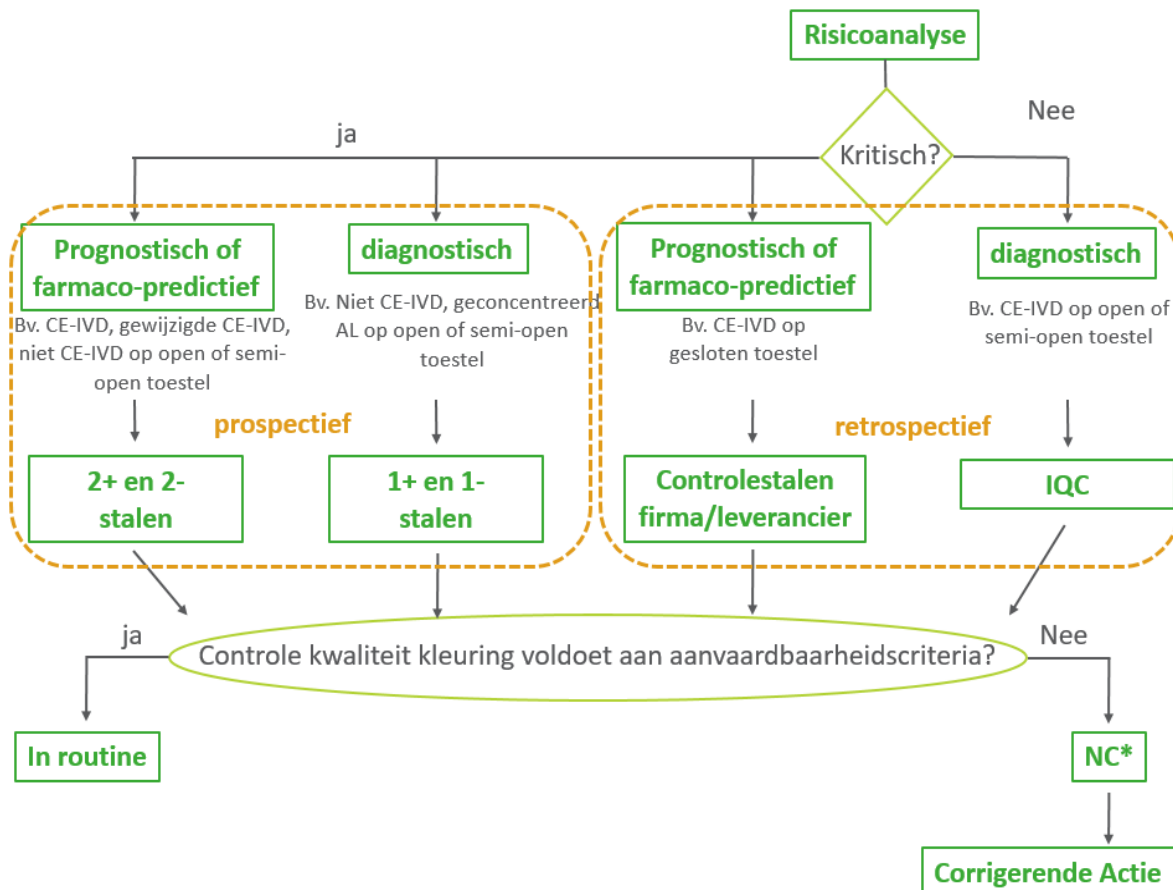 Risicoanalyse
ja
Nee
Kritisch?
Prognostisch of
farmaco-predictief
Bv. CE-IVD, gewijzigde CE-IVD,
niet CE-IVD op open of semi-
open toestel
diagnostisch
Bv. Niet CE-IVD, geconcentreerd
AL op open of semi-open
toestel
Prognostisch of
farmaco-predictief
Bv. CE-IVD op
gesloten toestel
diagnostisch
Bv. CE-IVD op open of
semi-open toestel
prospectief
retrospectief
2+ en 2-
stalen
1+ en 1-
stalen
Controlestalen
firma/leverancier
IQC
ja
Controle kwaliteit kleuring voldoet aan aanvaardbaarheidscriteria?
Nee
In routine
NC*
Corrigerende Actie